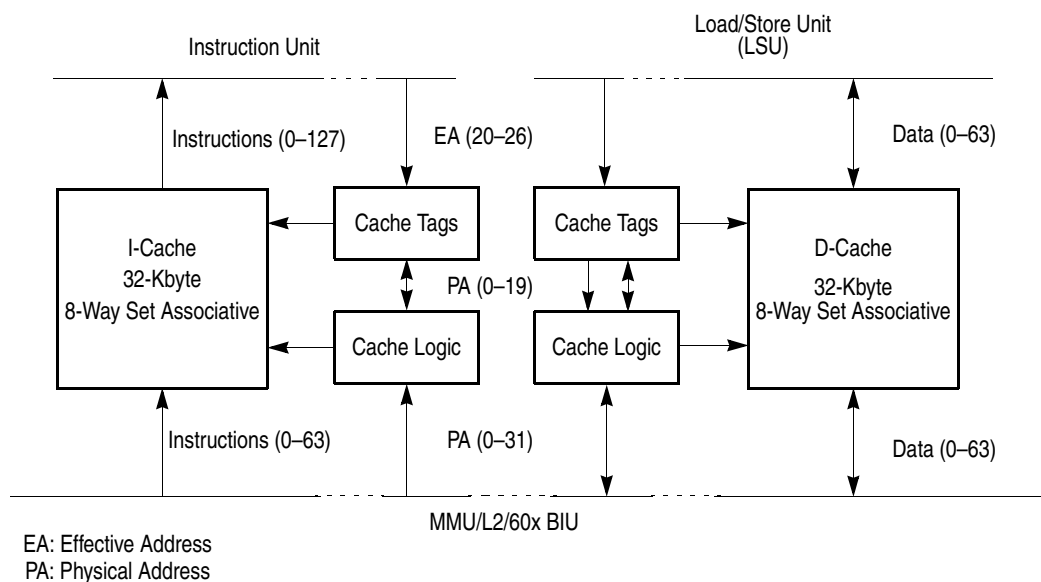 Instruction Unit
Load/Store Unit
(LSU)
Instructions (0–127)
EA (20–26)
Data (0–63)
I-Cache
32-Kbyte
8-Way Set Associative
Cache Tags
Cache Tags
D-Cache
32-Kbyte
8-Way Set Associative
PA (0–19)
Cache Logic
Cache Logic
Instructions (0–63)
PA (0–31)
Data (0–63)
MMU/L2/60x BIU
EA: Effective Address
PA: Physical Address